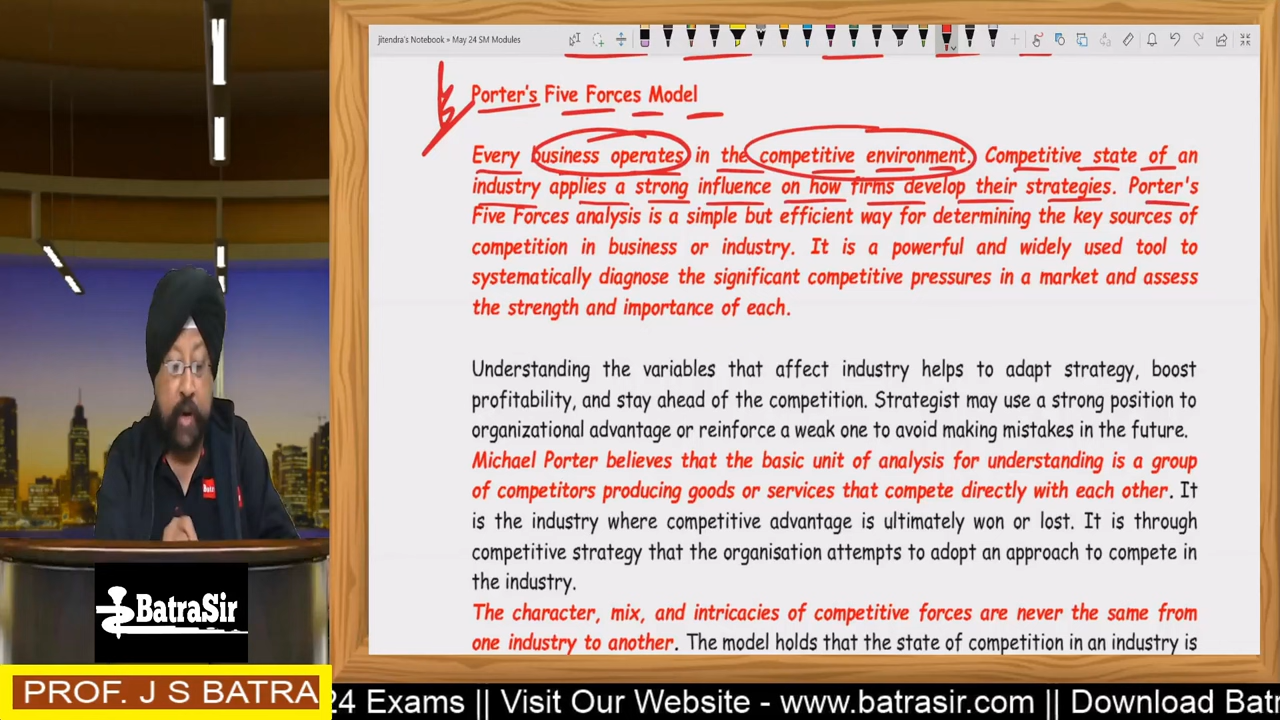 jitendra's Notebook » May 24 SM Modules
Porter's Five Forces Model
Every business operates in the competitive environment. Competitive state of an
industry applies a strong influence on how firms develop their strategies. Porter's
Five Forces analysis is a simple but efficient way for determining the key sources of
competition in business or industry. It is a powerful and widely used tool to
systematically diagnose the significant competitive pressures in a market and assess
the strength and importance of each.
Understanding the variables that affect industry helps to adapt strategy, boost
profitability, and stay ahead of the competition. Strategist may use a strong position to
organizational advantage or reinforce a weak one to avoid making mistakes in the future.
Michael Porter believes that the basic unit of analysis for understanding is a group
of competitors producing goods or services that compete directly with each other. It
is the industry where competitive advantage is ultimately won or lost. It is through
competitive strategy that the organisation attempts to adopt an approach to compete in
the industry.
The character, mix, and intricacies of competitive forces are never the same from
one industry to another. The model holds that the state of competition in an industry is
BatraSir
PROF. J S BATRA
24 Exams || Visit Our Website - www.batrasir.com || Download Bat